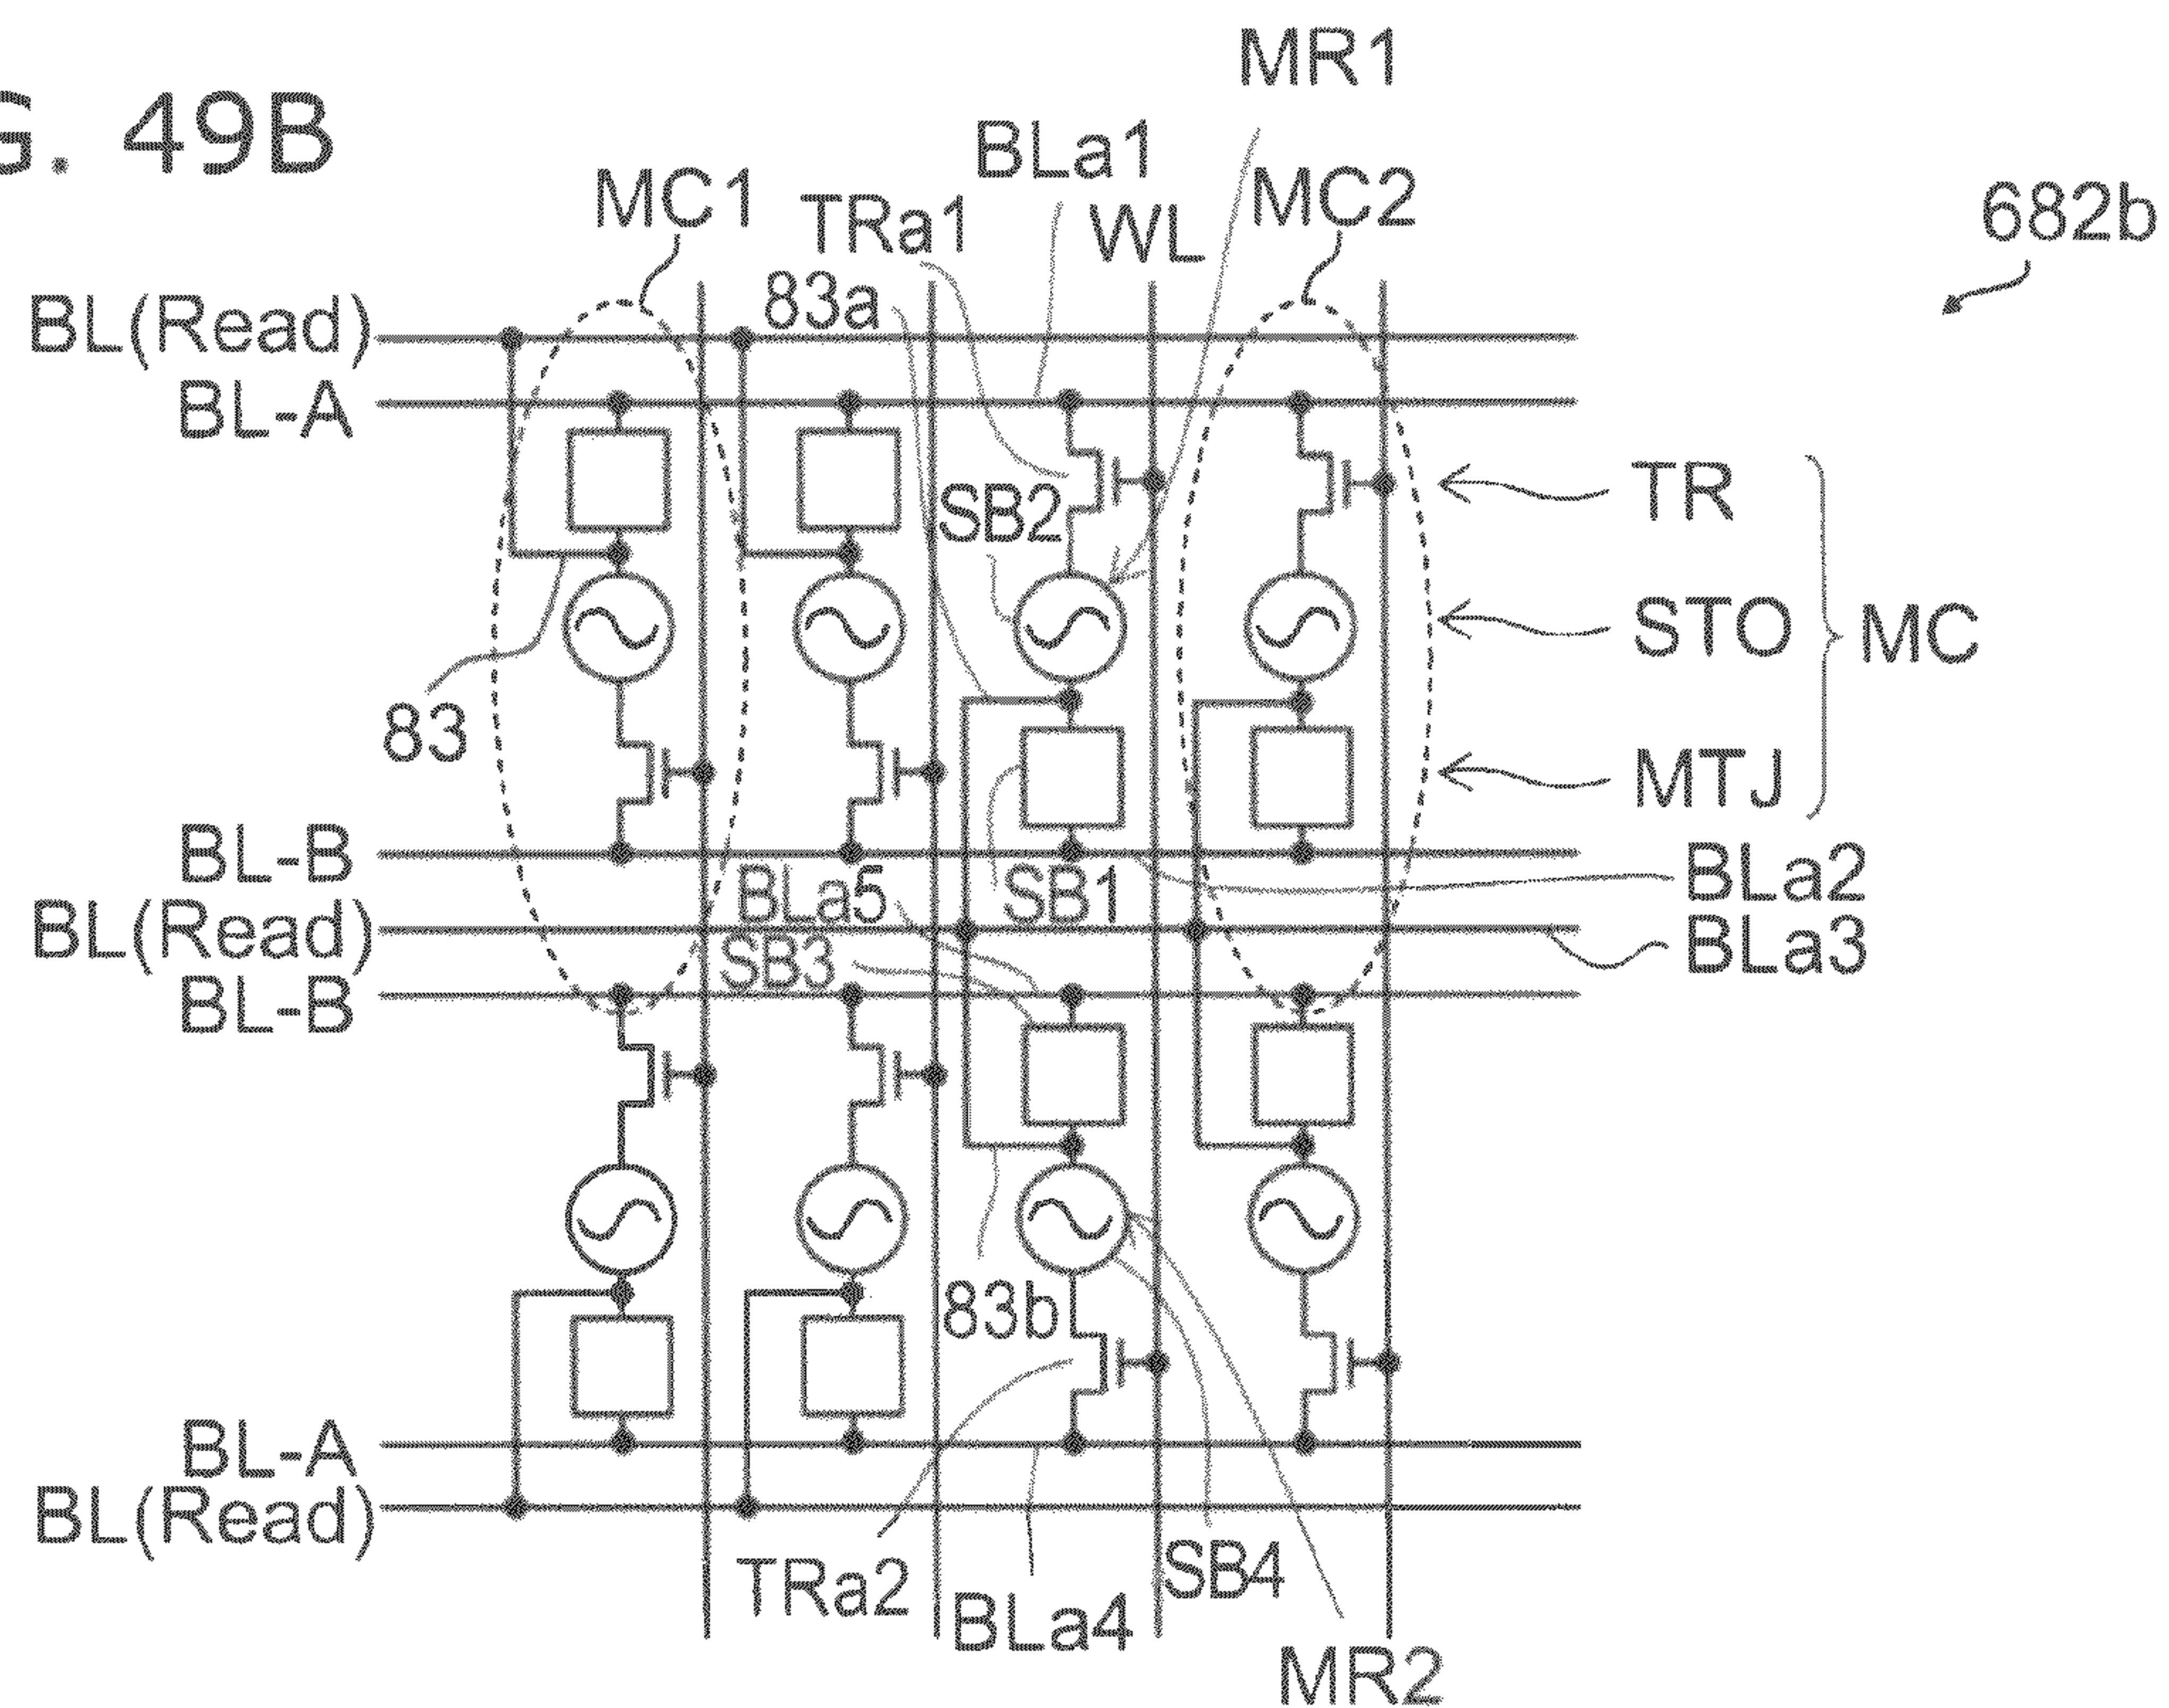 G. 49B
MR1
BLa1
MC1
TRa1
WL
MC2
682b
83a
BL(Read)
BL-A
TR
SB2
STO
MC
83
MTJ
BL-B
BLa2
BLa5
SB1
BL(Read)
BLa3
SB3
BL-B
83b
BL-A
BL(Read)
TRa2
SB4
BLa4
MR2